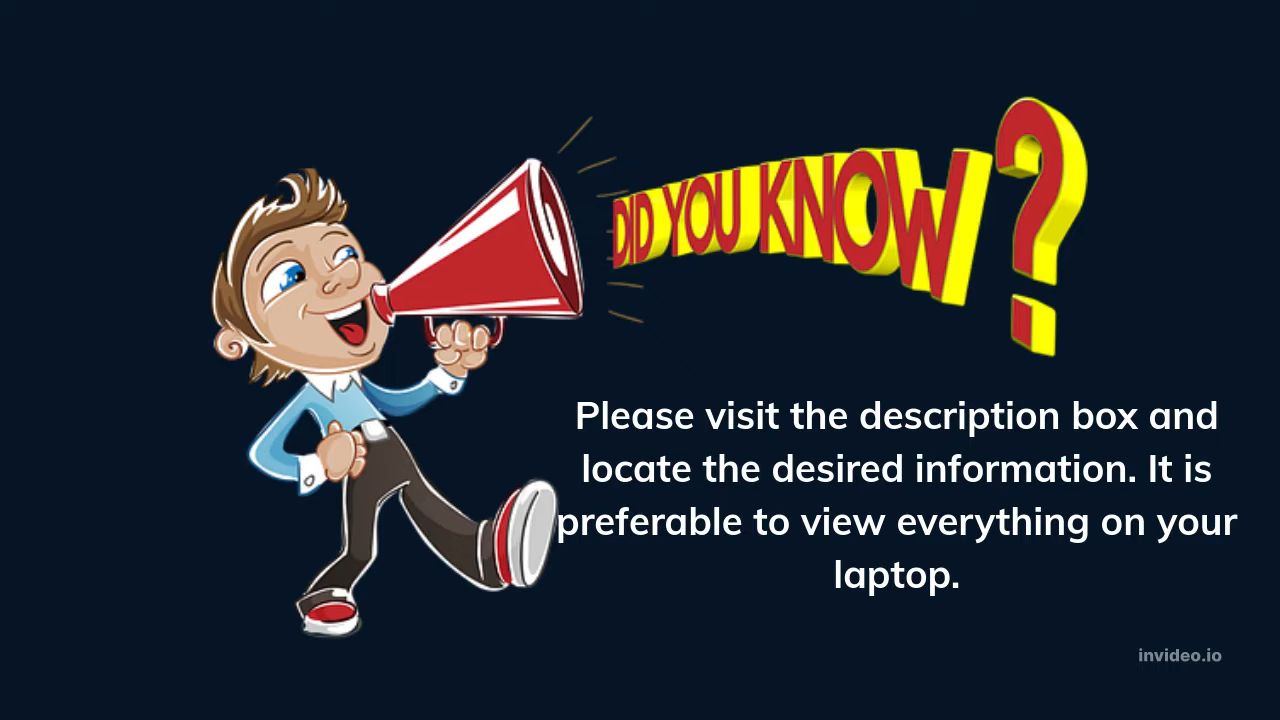 DID YOU KNOW?
Please visit the description box and
locate the desired information. It is
preferable to view everything on your
laptop.
invideo.io